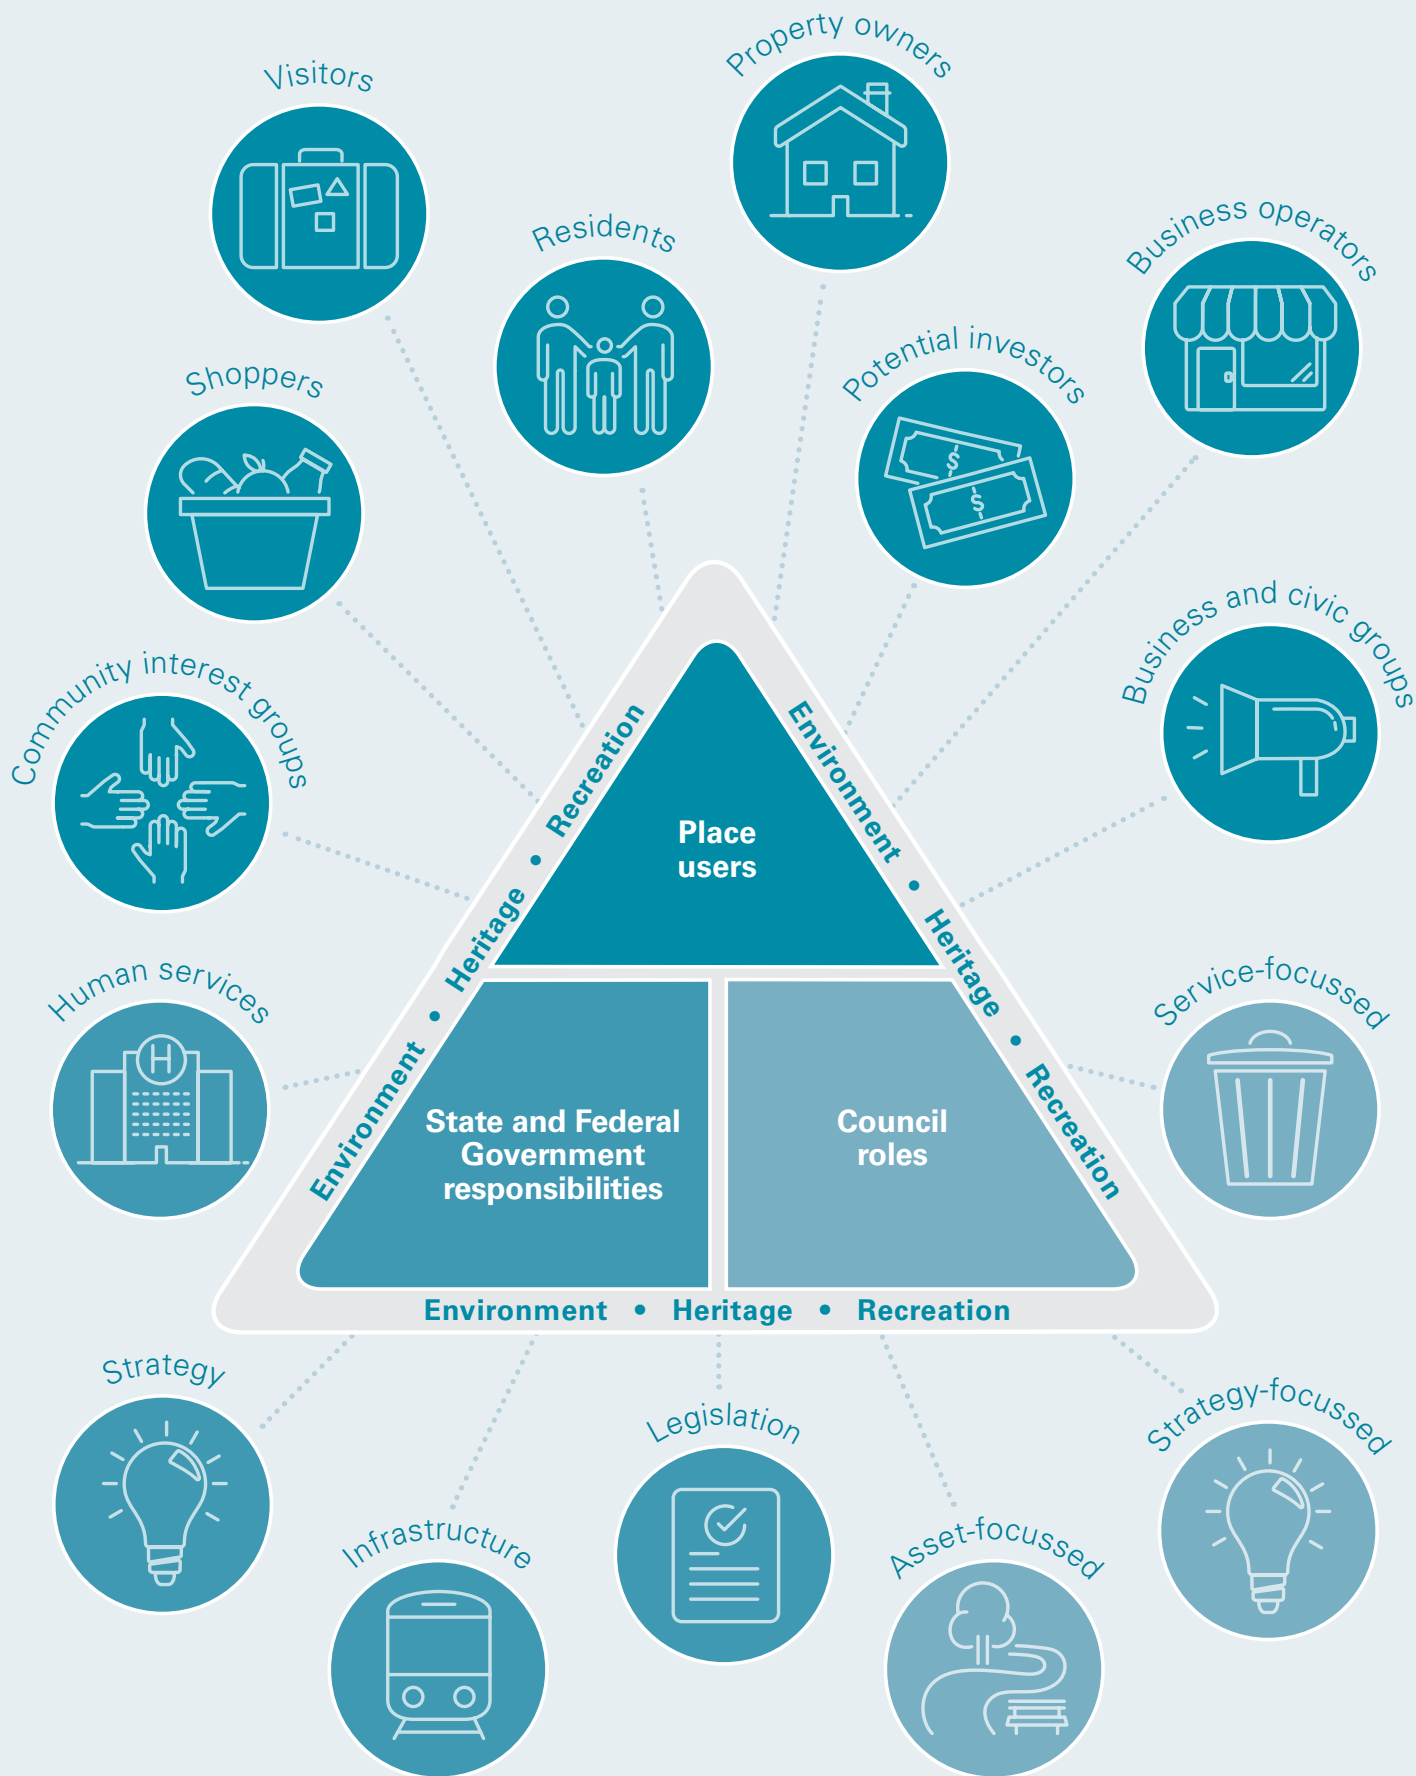 Property owners
Visitors
Residents
Business operators
Potential investors
Shoppers
Business and civic groups
Community interest groups
Environment • Heritage • Recreation
Environment • Heritage • Recreation
Place
users
Human services
Service-focussed
State and Federal
Government
responsibilities
Council
roles
H
$
$
Environment • Heritage • Recreation
Strategy
Strategy-focussed
Legislation
Infrastructure
Asset-focussed